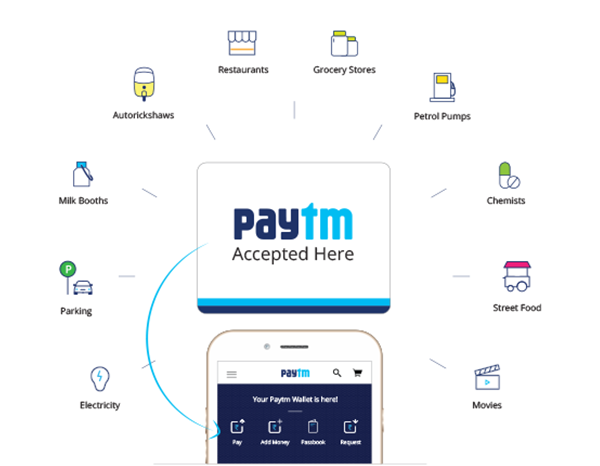 Restaurants
Grocery Stores
Autorickshaws
Petrol Pumps
Milk Booths
Chemists
paytm
Accepted Here
P
Parking
Street Food
Electricity
Movies
paytm
Your Paytm Wallet is here!
Pay
Add Money
Passbook
Request